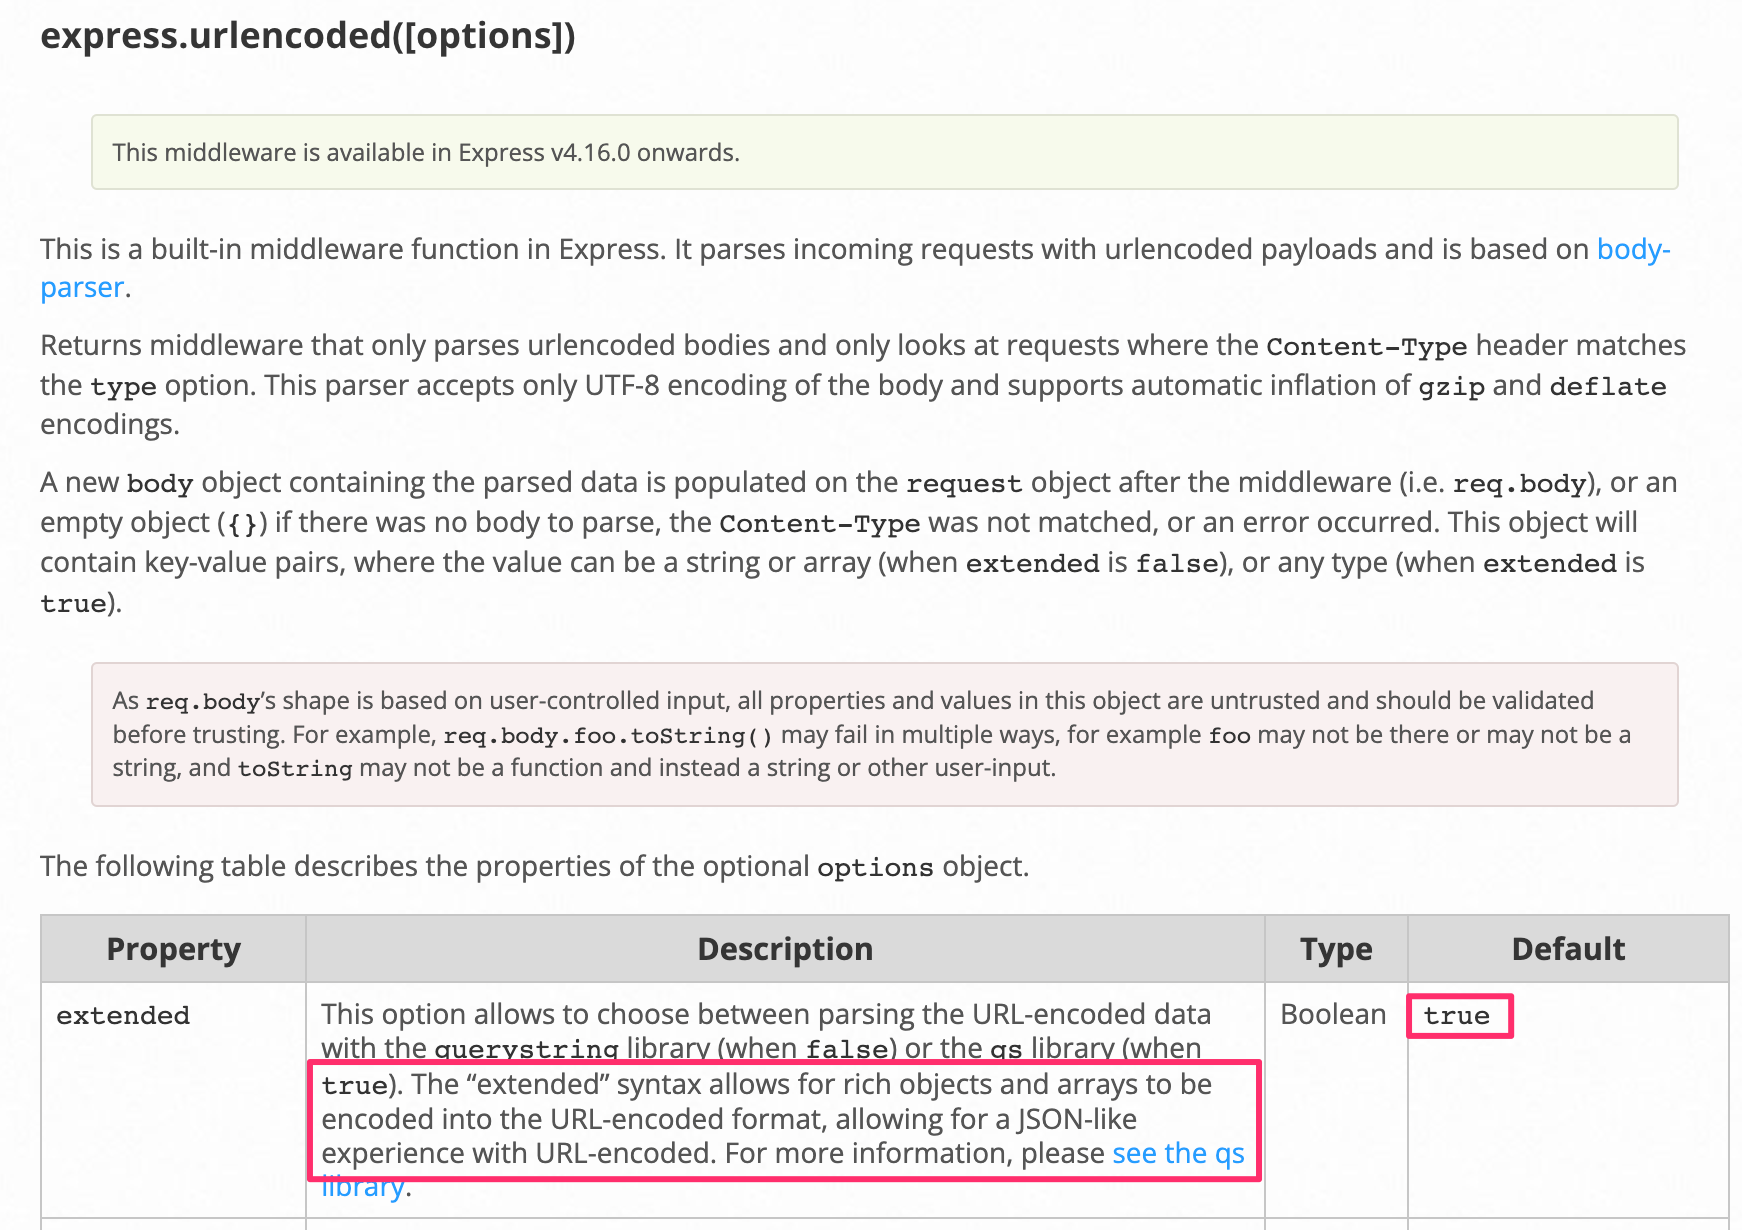 express.urlencoded([options])
This middleware is available in Express v4.16.0 onwards.
This is a built-in middleware function in Express. It parses incoming requests with urlencoded payloads and is based on body-
parser.
Returns middleware that only parses urlencoded bodies and only looks at requests where the Content-Type header matches
the type option. This parser accepts only UTF-8 encoding of the body and supports automatic inflation of gzip and deflate
encodings.
A new body object containing the parsed data is populated on the request object after the middleware (i.e. req.body), or an
empty object ({}) if there was no body to parse, the Content-Type was not matched, or an error occurred. This object will
contain key-value pairs, where the value can be a string or array (when extended is false), or any type (when extended is
true).
As req.body’s shape is based on user-controlled input, all properties and values in this object are untrusted and should be validated
before trusting. For example, req.body.foo.toString() may fail in multiple ways, for example foo may not be there or may not be a
string, and toString may not be a function and instead a string or other user-input.
The following table describes the properties of the optional options object.
Property Description Type Default
extended This option allows to choose between parsing the URL-encoded data Boolean true
with the querystring library (when false) or the qs library (when
true). The “extended” syntax allows for rich objects and arrays to be
encoded into the URL-encoded format, allowing for a JSON-like
experience with URL-encoded. For more information, please see the qs
library.